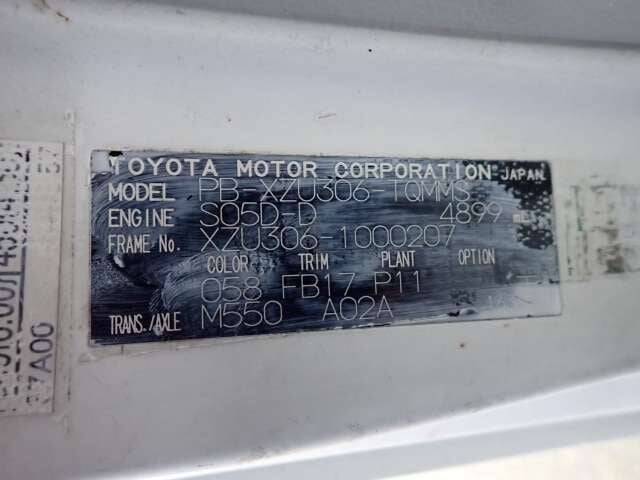 TOYOTA MOTOR CORPORATION JAPAN
MODEL PB-XZU306-TQMMS
ENGINE S05D-D 4899
FRAME No. XZU306-1000207
COLOR TRIM PLANT OPTION
058 FB17 P11
TRANS./AXLE M550 A02A
7A00